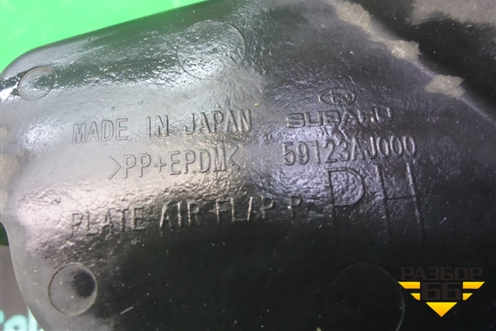 MADE IN JAPAN
SUBARU
>PP+EPDM<
59123AJ000
PLATE AIR FLAP R
RH
РАЗБОР
66